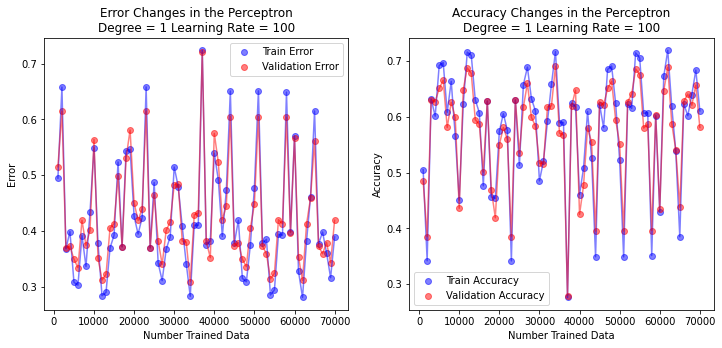 Error Changes in the Perceptron
Degree = 1 Learning Rate = 100
Train Error
Validation Error
Error
0.7
0.6
0.5
0.4
0.3
0
10000
20000
30000
40000
50000
60000
70000
Number Trained Data
Accuracy Changes in the Perceptron
Degree = 1 Learning Rate = 100
Accuracy
0.7
0.6
0.5
0.4
0.3
Train Accuracy
Validation Accuracy
0
10000
20000
30000
40000
50000
60000
70000
Number Trained Data